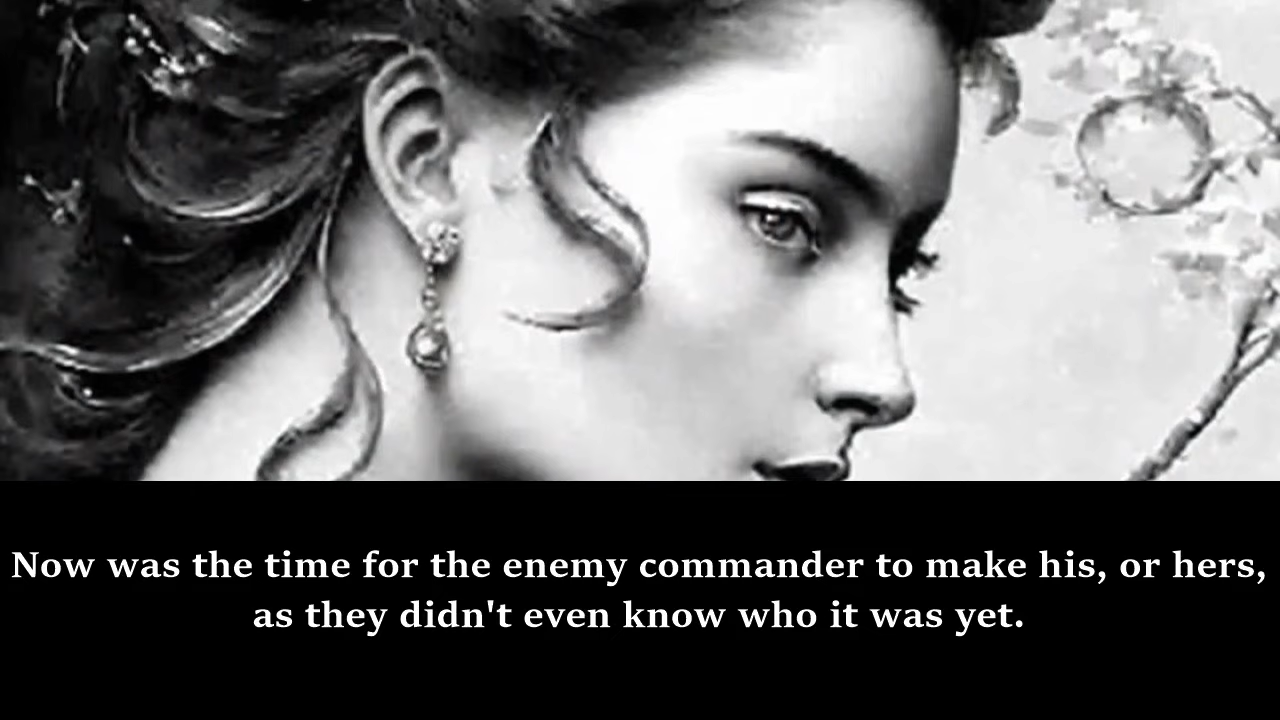 Now was the time for the enemy commander to make his, or hers,
as they didn't even know who it was yet.